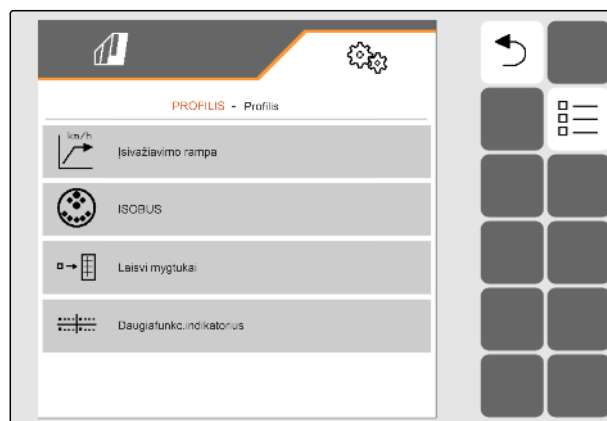 PROFILIS - Profilis
km/h
Įsivažiavimo rampa
ISOBUS
Laisvi mygtukai
Daugiafunkc.indikatorius